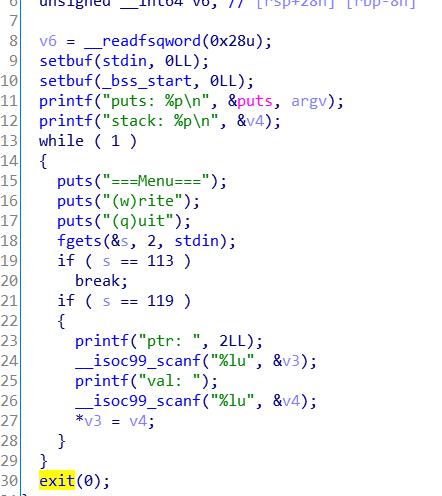 6 unsigned __int64 v6; // [rsp+28h] [rbp-8h]
7
8 v6 = __readfsqword(0x28u);
9 setbuf(stdin, 0LL);
10 setbuf(_bss_start, 0LL);
11 printf("puts: %p\n", &puts, argv);
12 printf("stack: %p\n", &v4);
13 while ( 1 )
14 {
15 puts("===Menu===");
16 puts("(w)rite");
17 puts("(q)uit");
18 fgets(&s, 2, stdin);
19 if ( s == 113 )
20 break;
21 if ( s == 119 )
22 {
23 printf("ptr: ", 2LL);
24 __isoc99_scanf("%lu", &v3);
25 printf("val: ");
26 __isoc99_scanf("%lu", &v4);
27 *v3 = v4;
28 }
29 }
30 exit(0);